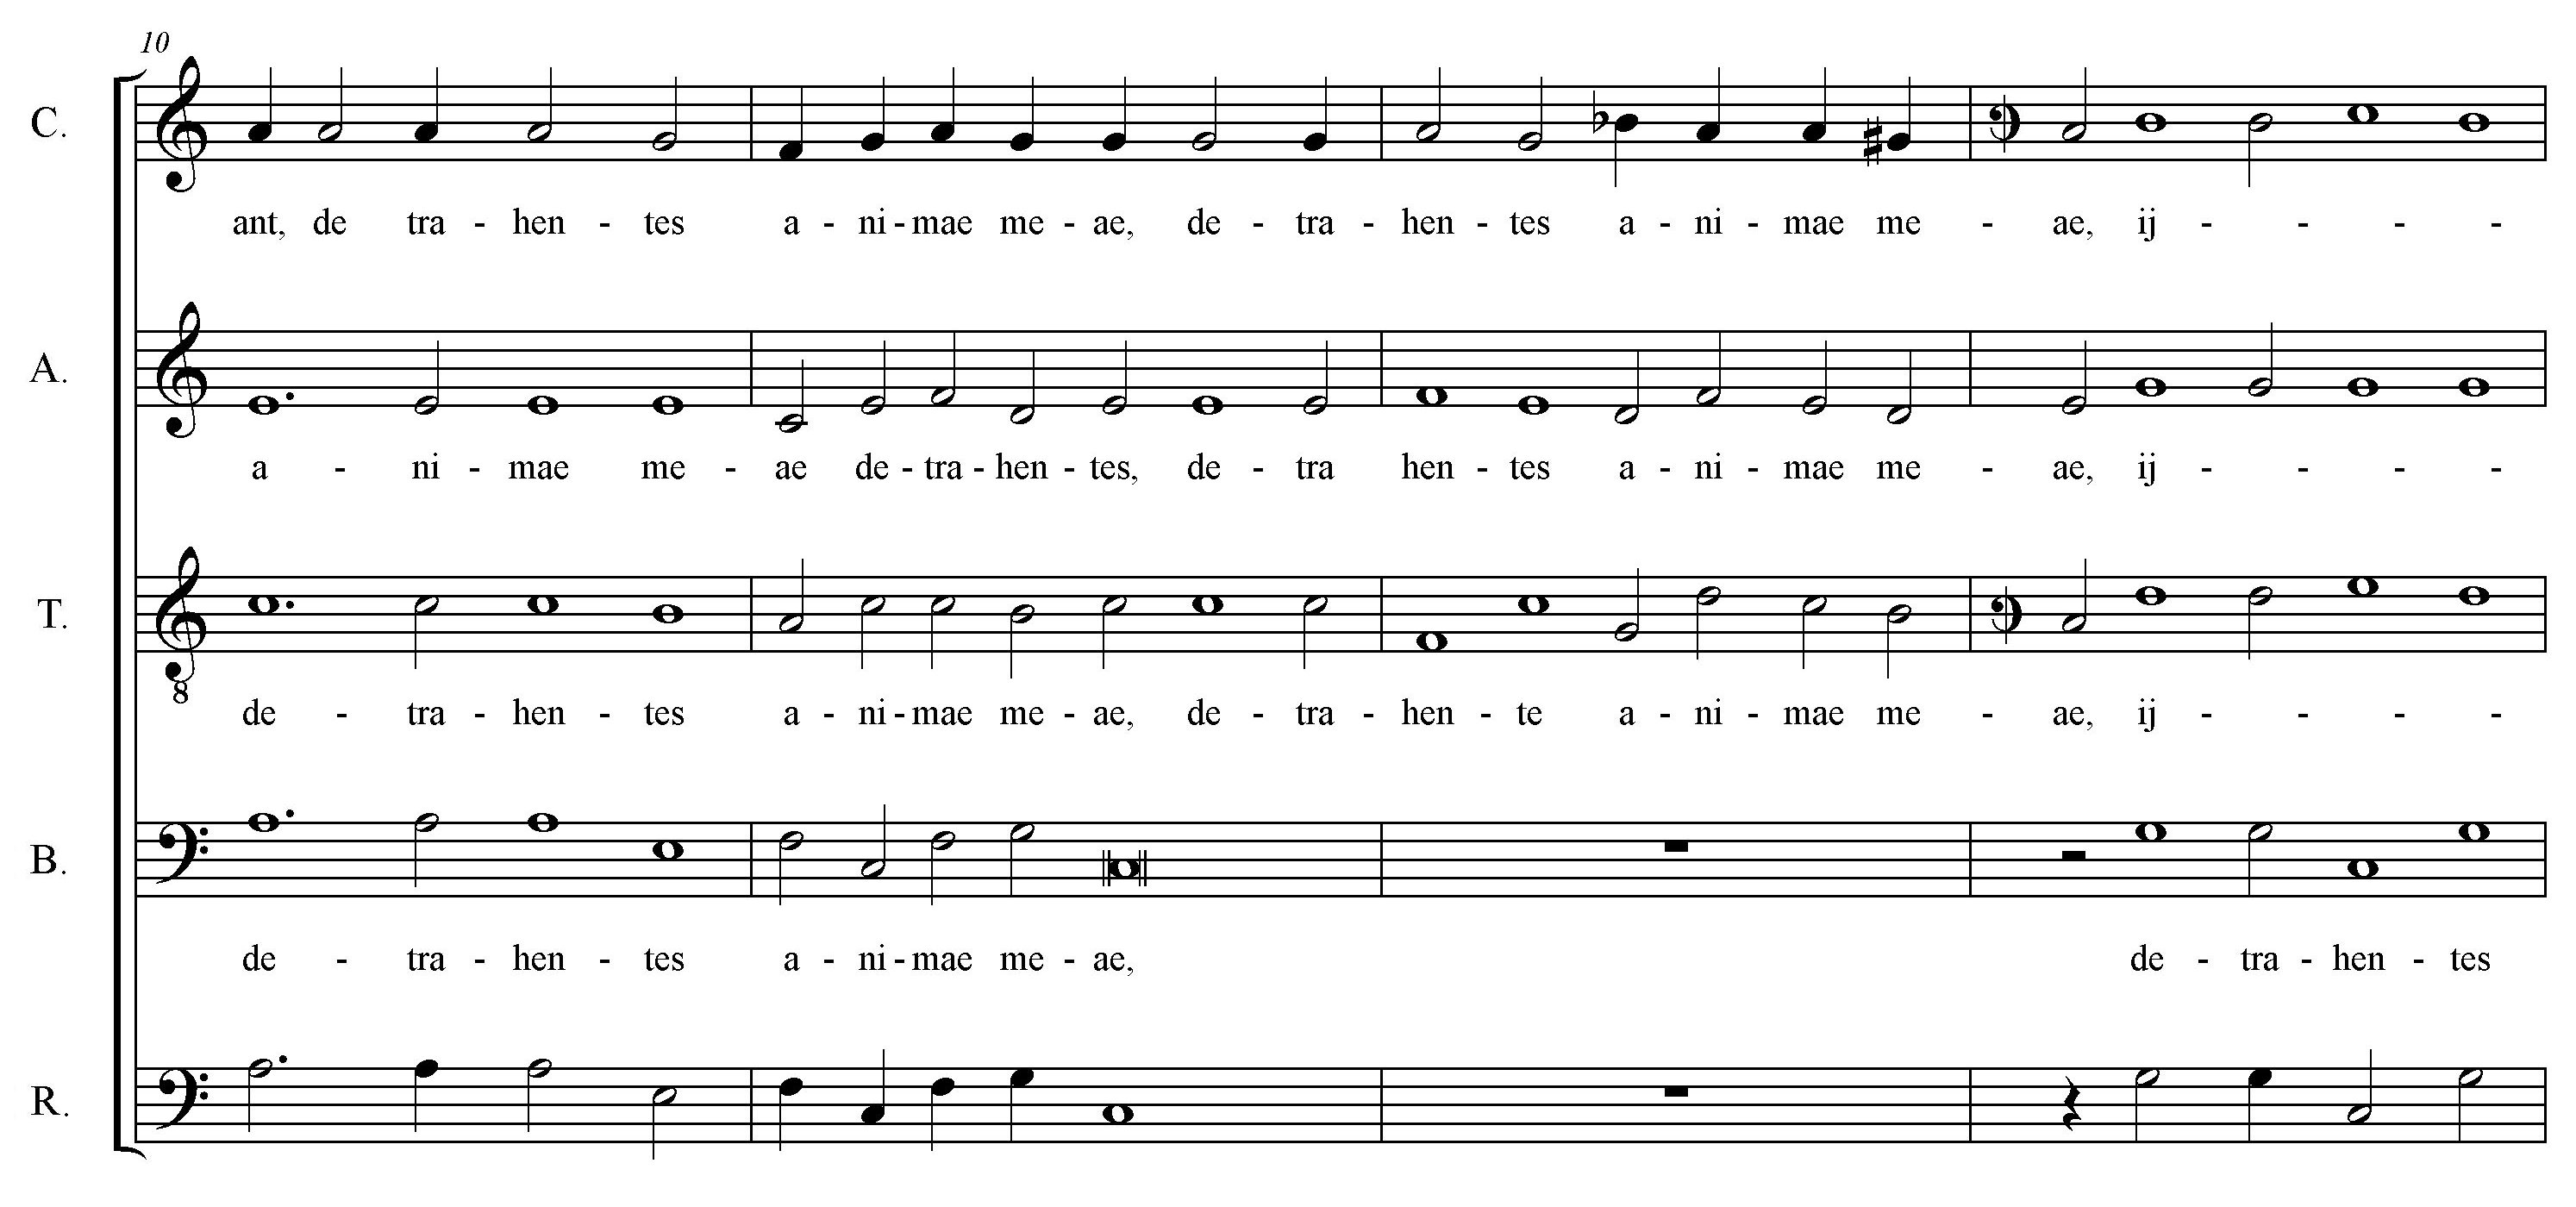 10
C.
ant, de tra - hen - tes a - ni - mae me - ae, de - tra - hen - tes a - ni - mae me - ae, ij - - - -
A.
a - ni - mae me - ae de - tra - hen - tes, de - tra hen - tes a - ni - mae me - ae, ij - - - -
T.
8
de - tra - hen - tes a - ni - mae me - ae, de - tra - hen - te a - ni - mae me - ae, ij - - - -
B.
de - tra - hen - tes a - ni - mae me - ae, de - tra - hen - tes
R.